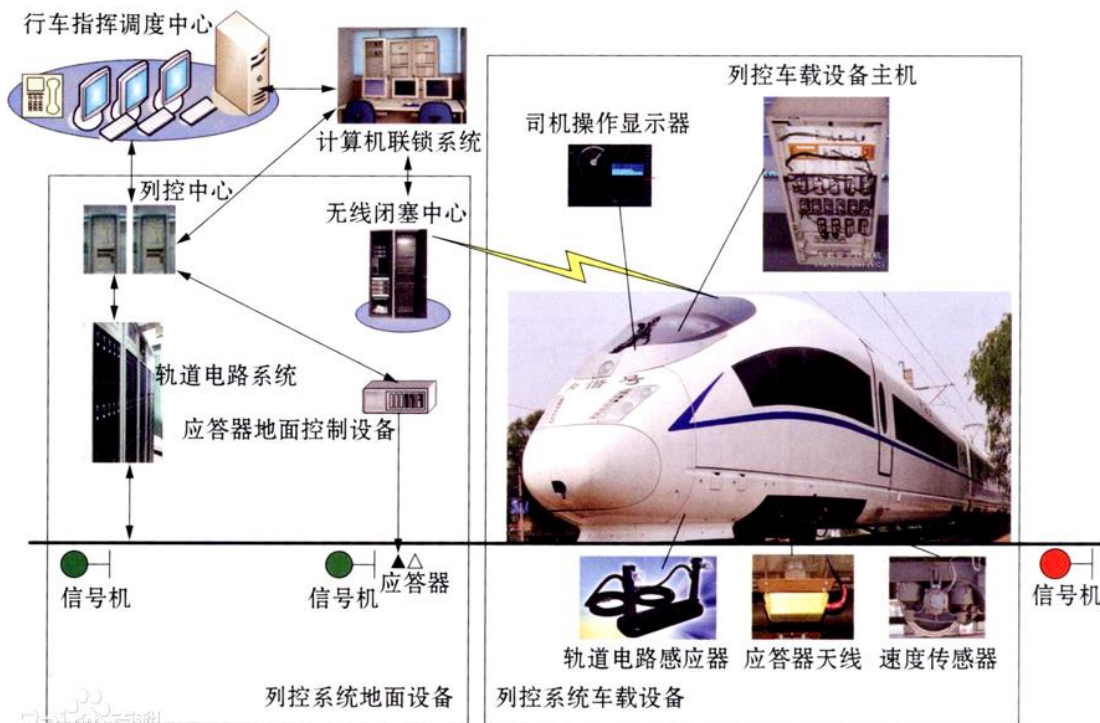 行车指挥调度中心
计算机联锁系统
列控中心
无线闭塞中心
轨道电路系统
应答器地面控制设备
信号机
信号机
应答器
列控系统地面设备
列控车载设备主机
司机操作显示器
轨道电路感应器
应答器天线
速度传感器
列控系统车载设备
信号机